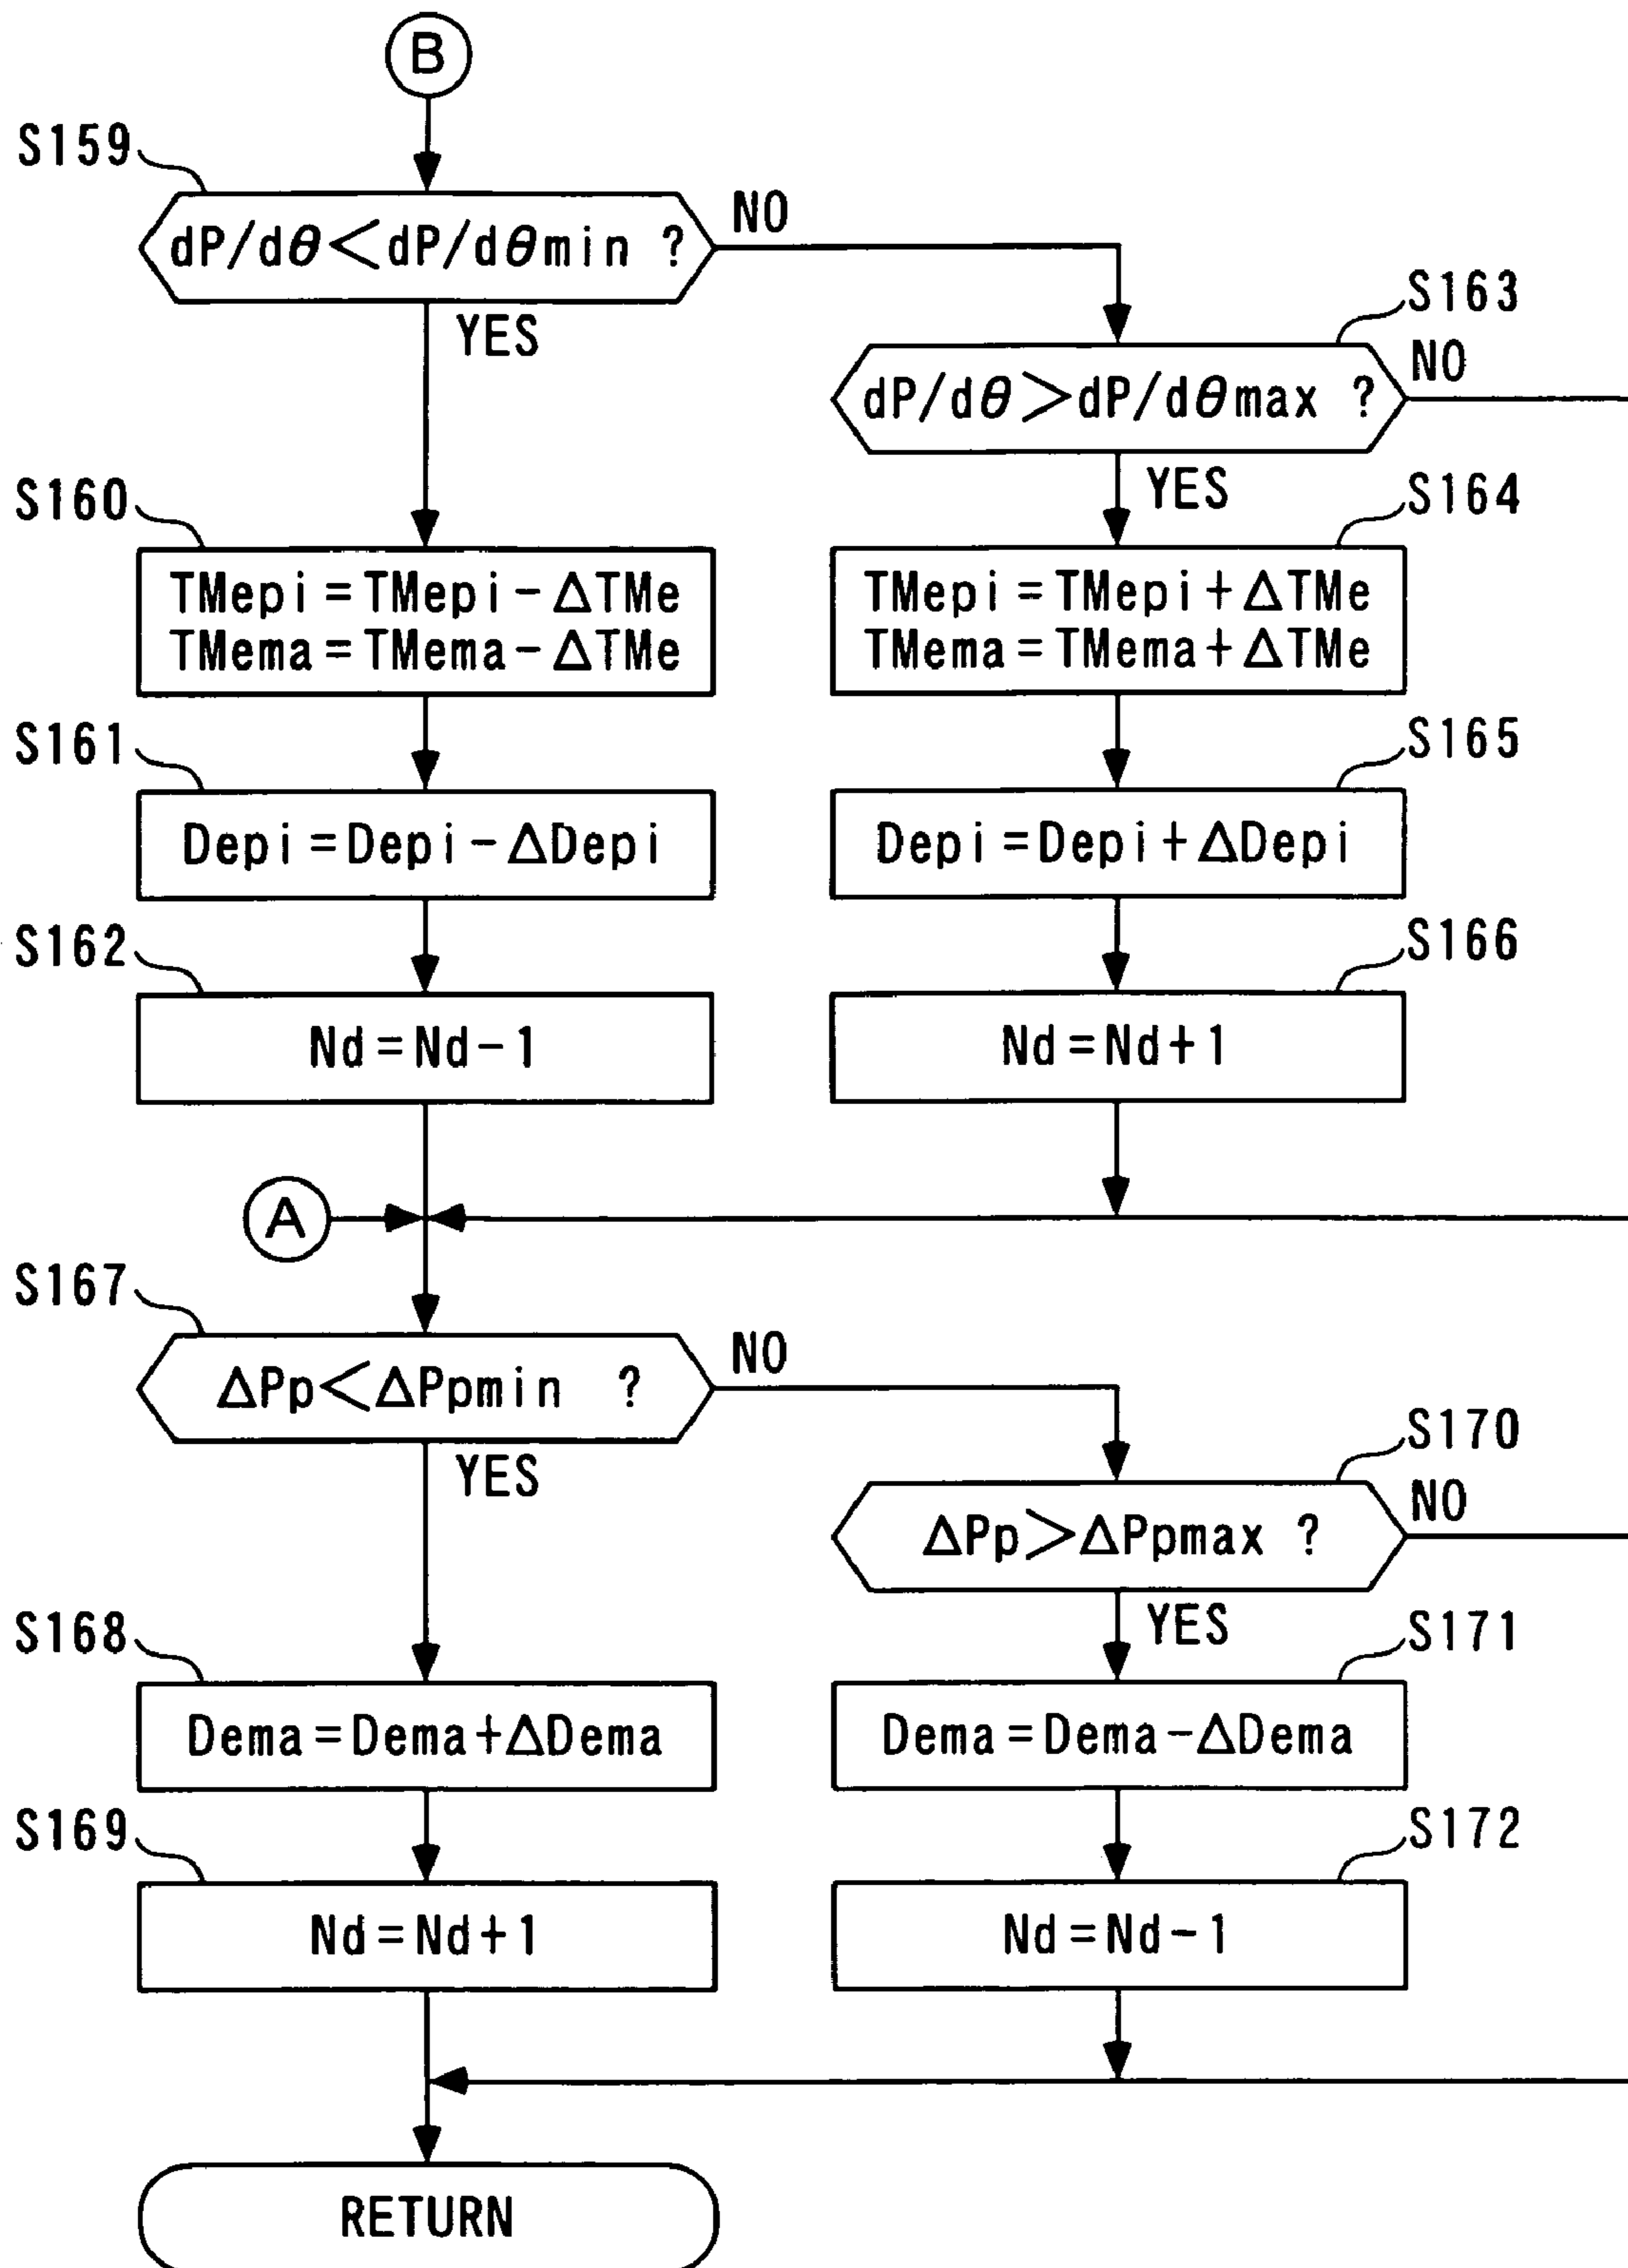 B
S159
dP/dθ<dP/dθmin ?
NO
YES
S163
dP/dθ>dP/dθmax ?
NO
YES
S160
TMepi=TMepi-ΔTMe
TMema=TMema-ΔTMe
S164
TMepi=TMepi+ΔTMe
TMema=TMema+ΔTMe
S161
Depi=Depi-ΔDepi
S165
Depi=Depi+ΔDepi
S162
Nd=Nd-1
S166
Nd=Nd+1
A
S167
ΔPp<ΔPpmin ?
NO
YES
S170
ΔPp>ΔPpmax ?
NO
YES
S168
Dema=Dema+ΔDema
S171
Dema=Dema-ΔDema
S169
Nd=Nd+1
S172
Nd=Nd-1
RETURN